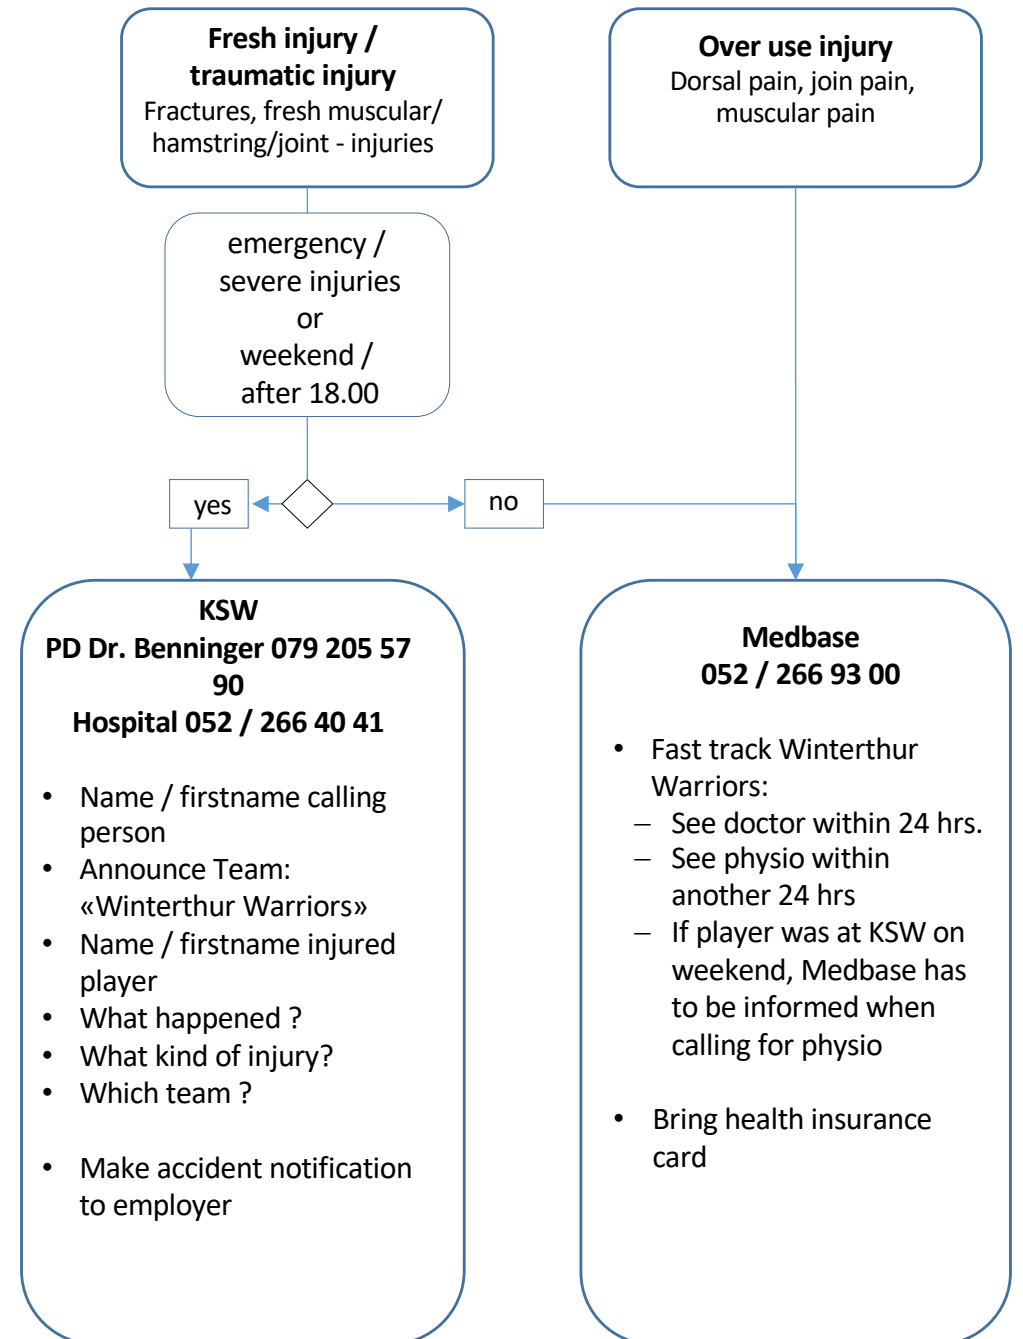 Fresh injury /
traumatic injury
Fractures, fresh muscular/
hamstring/joint - injuries
Over use injury
Dorsal pain, join pain,
muscular pain
emergency /
severe injuries
or
weekend /
after 18.00
yes
no
KSW
PD Dr. Benninger 079 205 57
90
Hospital 052 / 266 40 41
• Name / firstname calling
person
• Announce Team:
«Winterthur Warriors»
• Name / firstname injured
player
• What happened ?
• What kind of injury?
• Which team ?
• Make accident notification
to employer
Medbase
052 / 266 93 00
• Fast track Winterthur
Warriors:
– See doctor within 24 hrs.
– See physio within
another 24 hrs
– If player was at KSW on
weekend, Medbase has
to be informed when
calling for physio
• Bring health insurance
card